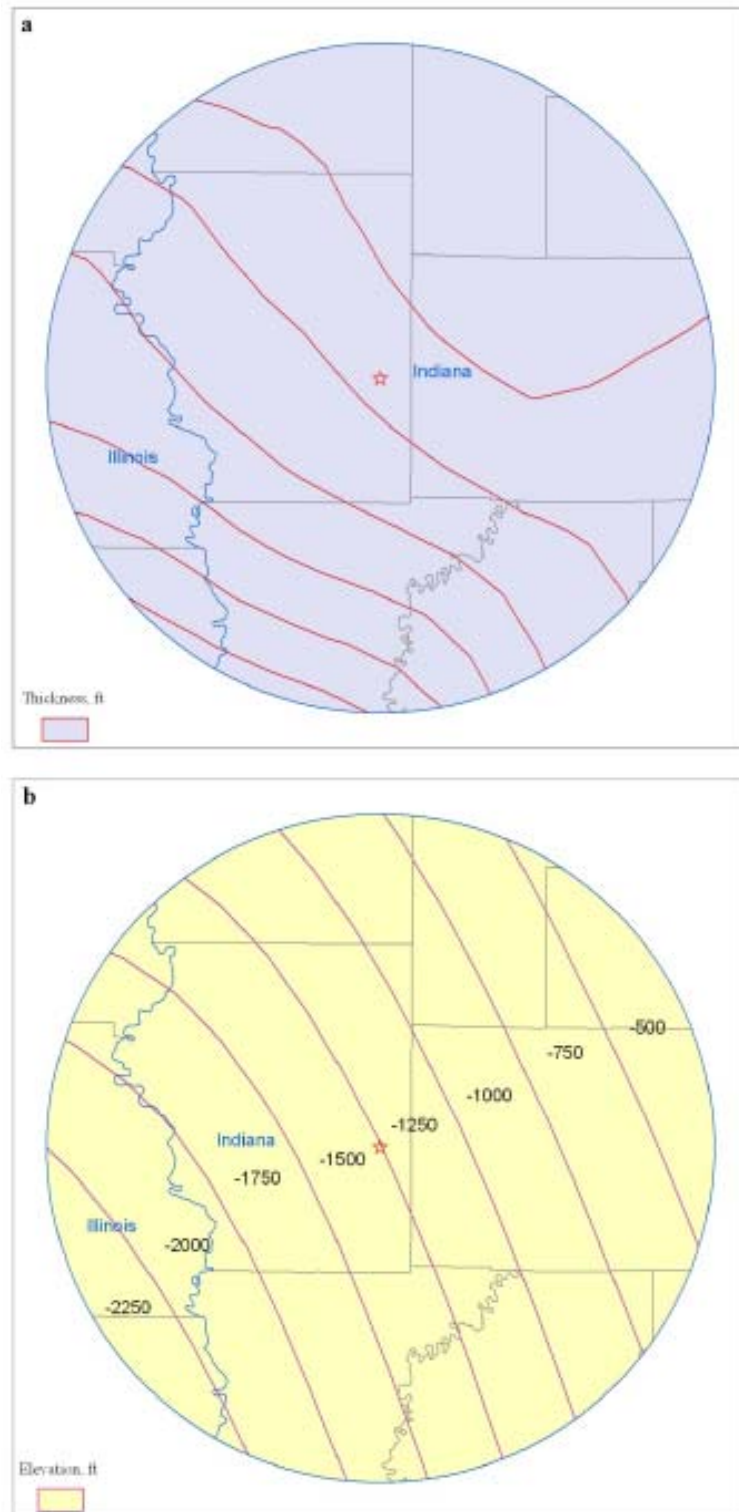 a
Indiana
Illinois
Thickness, ft
b
-500
-750
-1000
-1250
Indiana
-1500
-1750
Illinois
-2000
-2250
Elevation, ft